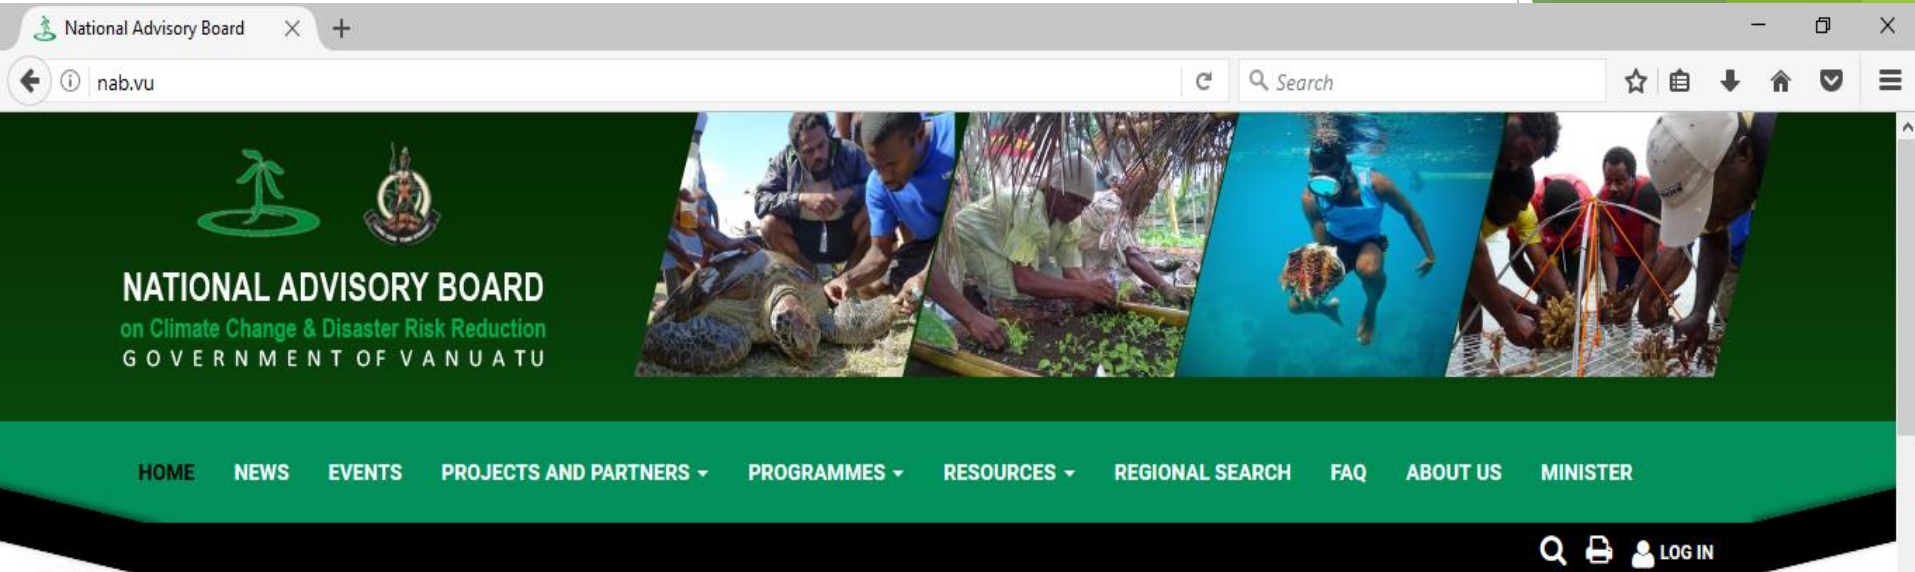 National Advisory Board
nab.vu
Search
NATIONAL ADVISORY BOARD
on Climate Change & Disaster Risk Reduction
GOVERNMENT OF VANUATU
HOME NEWS EVENTS PROJECTS AND PARTNERS PROGRAMMES RESOURCES REGIONAL SEARCH FAQ ABOUT US MINISTER
LOG IN